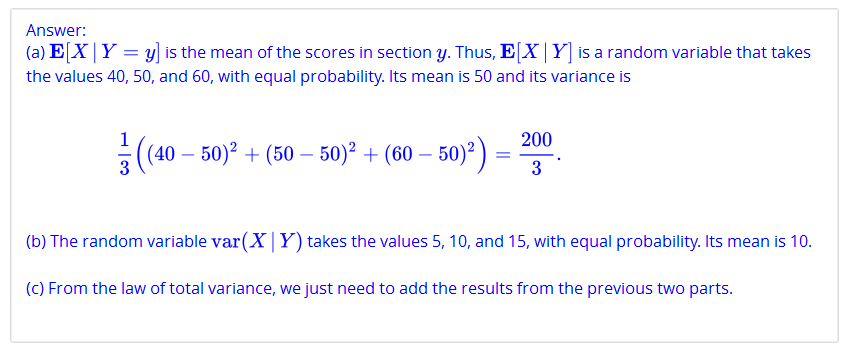 Answer:
(a) E[X | Y = y] is the mean of the scores in section y. Thus, E[X | Y] is a random variable that takes
the values 40, 50, and 60, with equal probability. Its mean is 50 and its variance is
1/3 ((40 − 50)² + (50 − 50)² + (60 − 50)²) = 200/3.
(b) The random variable var(X | Y) takes the values 5, 10, and 15, with equal probability. Its mean is 10.
(c) From the law of total variance, we just need to add the results from the previous two parts.